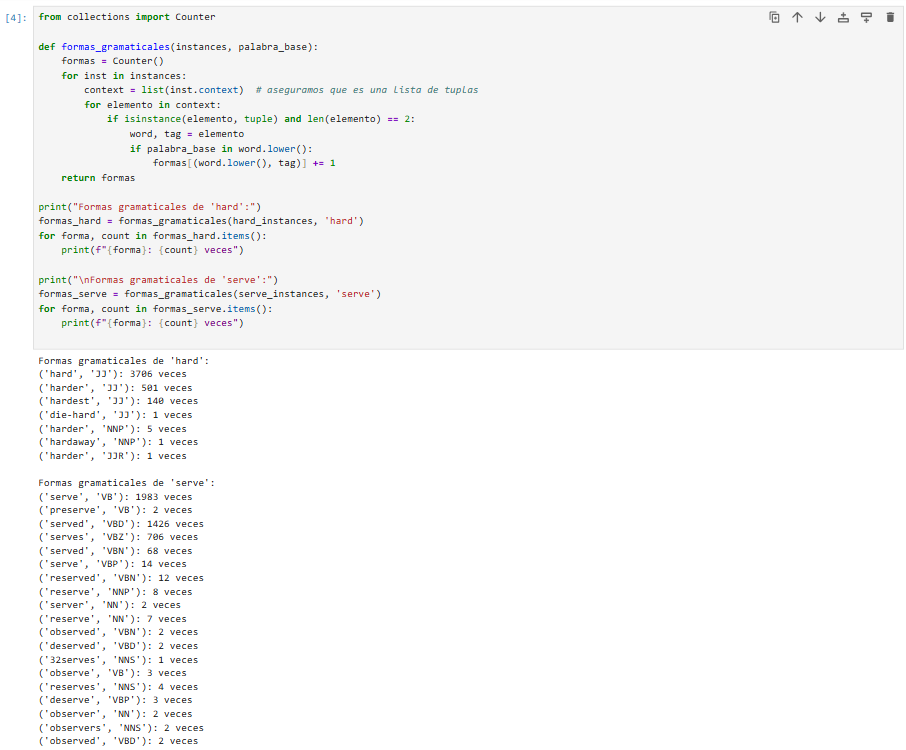 [4]: from collections import Counter
def formas_gramaticales(instances, palabra_base):
    formas = Counter()
    for inst in instances:
        context = list(inst.context)  # aseguramos que es una lista de tuplas
        for elemento in context:
            if isinstance(elemento, tuple) and len(elemento) == 2:
                word, tag = elemento
                if palabra_base in word.lower():
                    formas[(word.lower(), tag)] += 1
    return formas
print("Formas gramaticales de 'hard':")
formas_hard = formas_gramaticales(hard_instances, 'hard')
for forma, count in formas_hard.items():
    print(f"{forma}: {count} veces")
print("\nFormas gramaticales de 'serve':")
formas_serve = formas_gramaticales(serve_instances, 'serve')
for forma, count in formas_serve.items():
    print(f"{forma}: {count} veces")
Formas gramaticales de 'hard':
('hard', 'JJ'): 3706 veces
('harder', 'JJ'): 501 veces
('hardest', 'JJ'): 140 veces
('die-hard', 'JJ'): 1 veces
('harder', 'NNP'): 5 veces
('hardaway', 'NNP'): 1 veces
('harder', 'JJR'): 1 veces
Formas gramaticales de 'serve':
('serve', 'VB'): 1983 veces
('preserve', 'VB'): 2 veces
('served', 'VBD'): 1426 veces
('serves', 'VBZ'): 706 veces
('served', 'VBN'): 68 veces
('serve', 'VBP'): 14 veces
('reserved', 'VBN'): 12 veces
('reserve', 'NNP'): 8 veces
('server', 'NN'): 2 veces
('reserve', 'NN'): 7 veces
('observed', 'VBN'): 2 veces
('deserved', 'VBD'): 2 veces
('32serves', 'NNS'): 1 veces
('observe', 'VB'): 3 veces
('reserves', 'NNS'): 4 veces
('deserve', 'VBP'): 3 veces
('observer', 'NN'): 2 veces
('observers', 'NNS'): 2 veces
('observed', 'VBD'): 2 veces